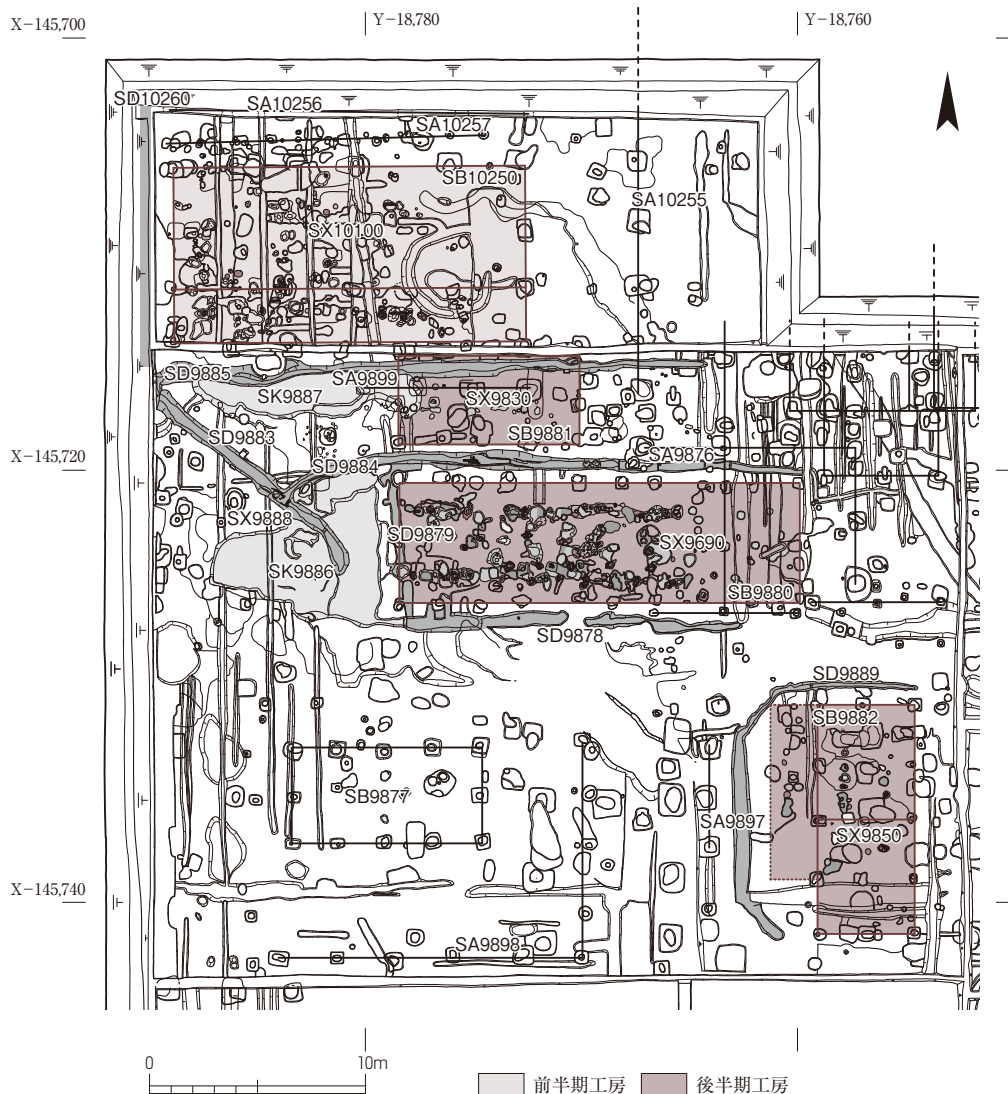 X−145,700
Y−18,780
Y−18,760
SD10260
SA10256
SA10257
SB10250
SA10255
SX10100
SD9885
SA9899
SK9887
SX9830
SB9881
SD9883
X−145,720
SD9884
SA9876
SX9888
SD9879
SX9690
SK9886
SB9880
SD9878
SD9889
SB9882
SB9877
SA9897
SX9850
X−145,740
SA9898
0
10m
前半期工房
後半期工房